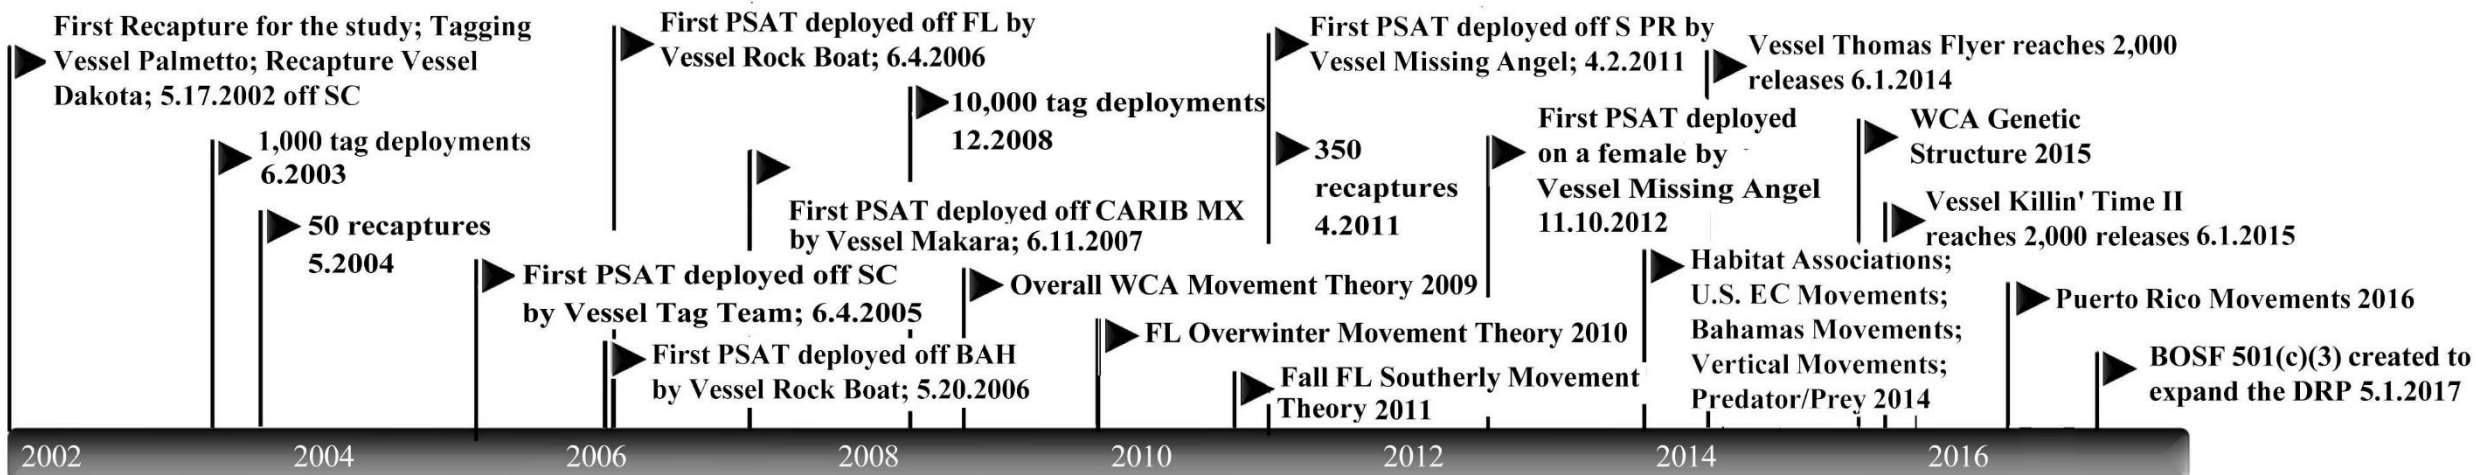 First Recapture for the study; Tagging
Vessel Palmetto; Recapture Vessel
Dakota; 5.17.2002 off SC
1,000 tag deployments
6.2003
50 recaptures
5.2004
First PSAT deployed off SC
by Vessel Tag Team; 6.4.2005
First PSAT deployed off FL by
Vessel Rock Boat; 6.4.2006
First PSAT deployed off BAH
by Vessel Rock Boat; 5.20.2006
First PSAT deployed off CARIB MX
by Vessel Makara; 6.11.2007
10,000 tag deployments
12.2008
Overall WCA Movement Theory 2009
FL Overwinter Movement Theory 2010
Fall FL Southerly Movement
Theory 2011
First PSAT deployed off S PR by
Vessel Missing Angel; 4.2.2011
350
recaptures
4.2011
First PSAT deployed
on a female by
Vessel Missing Angel
11.10.2012
Habitat Associations;
U.S. EC Movements;
Bahamas Movements;
Vertical Movements;
Predator/Prey 2014
Vessel Thomas Flyer reaches 2,000
releases 6.1.2014
WCA Genetic
Structure 2015
Vessel Killin' Time II
reaches 2,000 releases 6.1.2015
Puerto Rico Movements 2016
BOSF 501(c)(3) created to
expand the DRP 5.1.2017
2002 2004 2006 2008 2010 2012 2014 2016